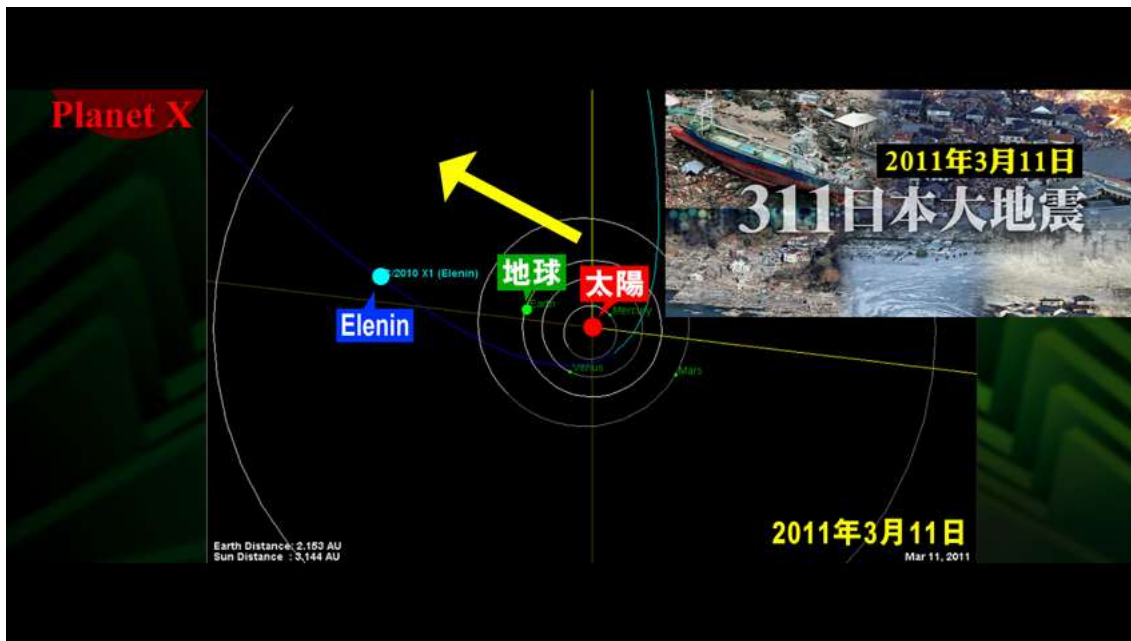 Planet X
2010年3月11日
311日本大地震
C/2010 X1 (Elenin)
Elenin
地球
Earth
太陽
Mercury
Venus
Mars
Earth Distance: 2.153 AU
Sun Distance : 3.144 AU
2011年3月11日
Mar 11, 2011